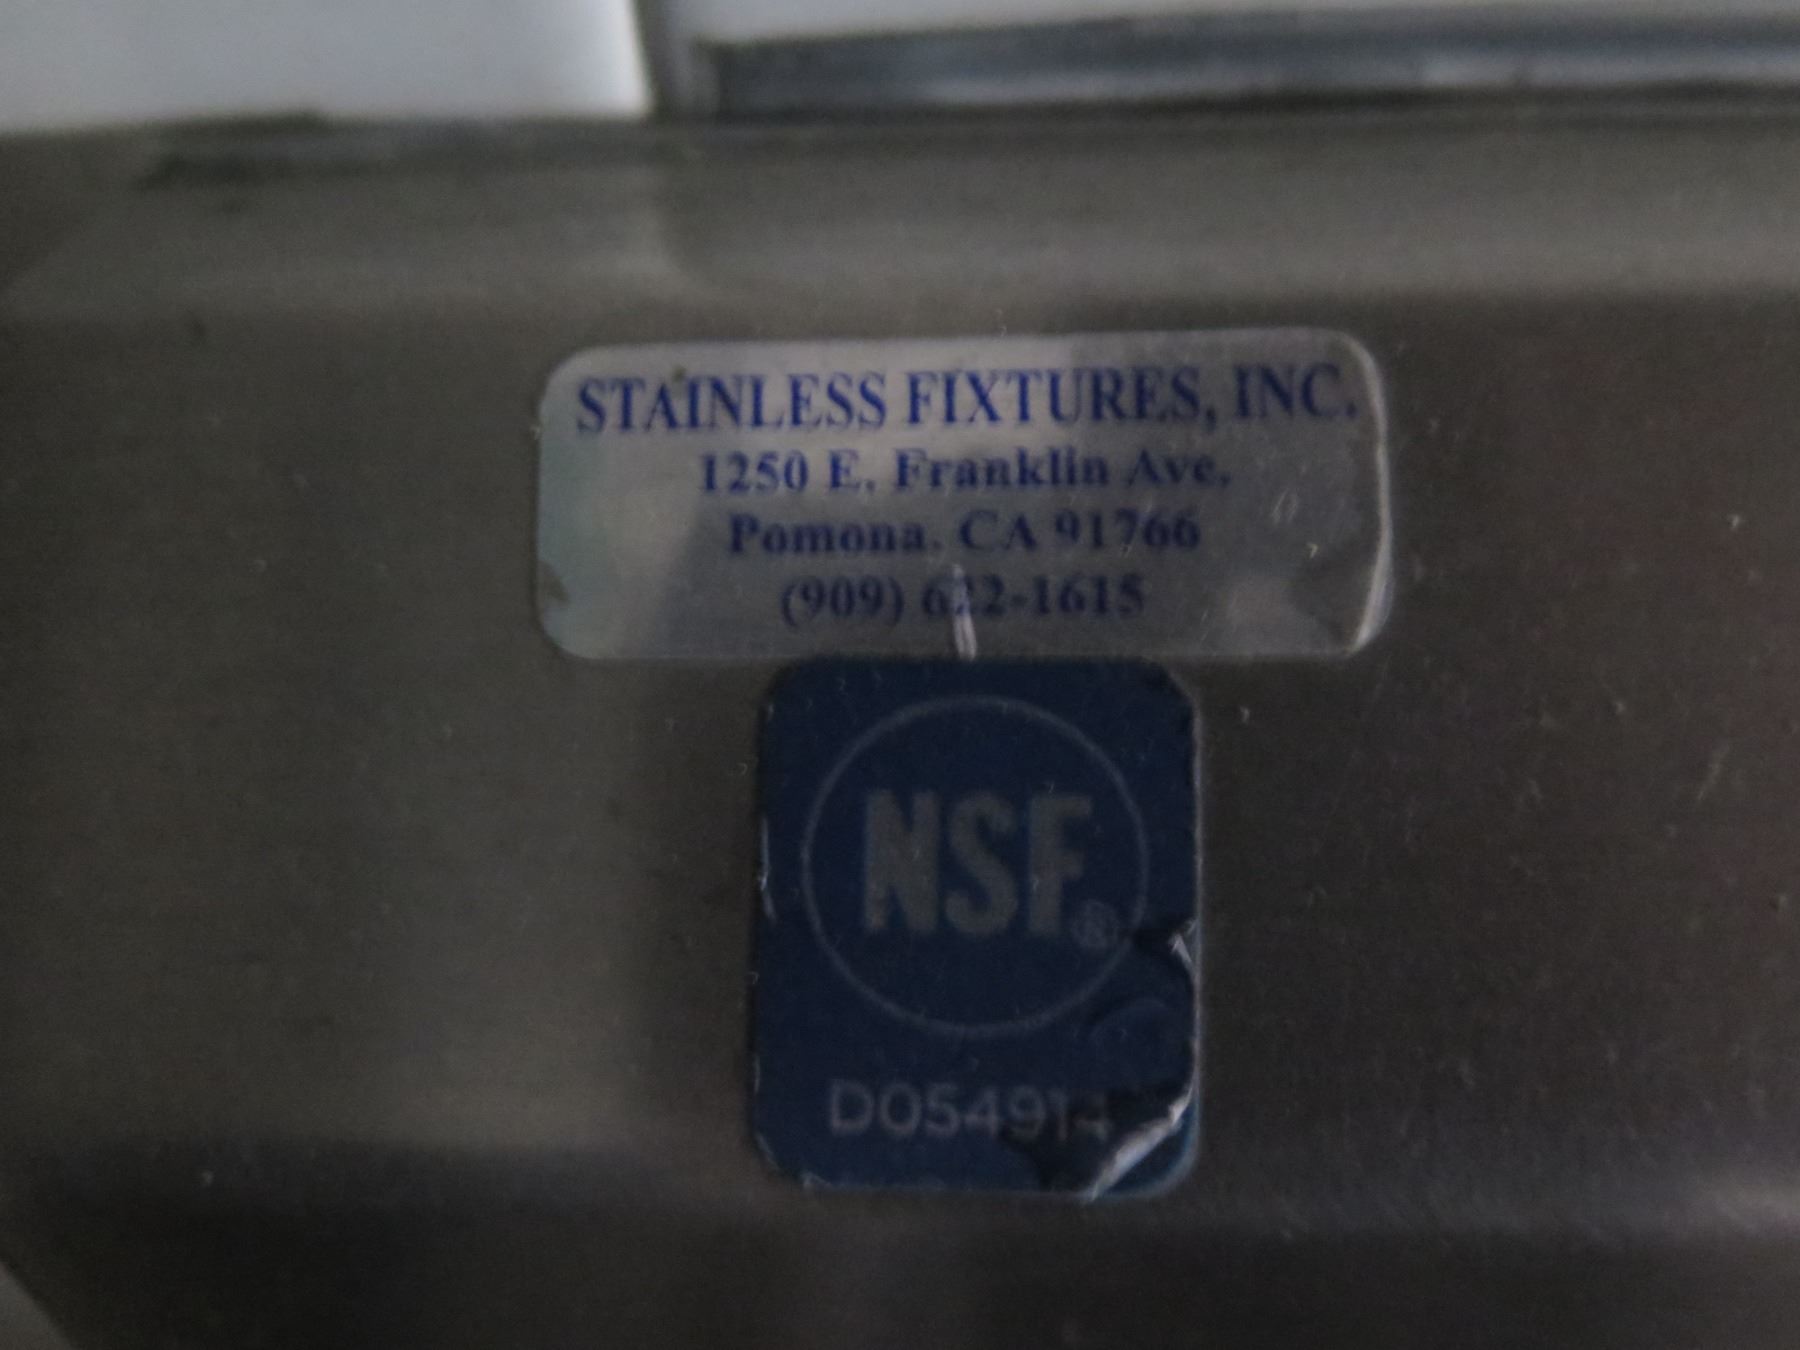 STAINLESS FIXTURES, INC.
1250 E. Franklin Ave.
Pomona, CA 91766
(909) 622-1615
NSF®
D054914